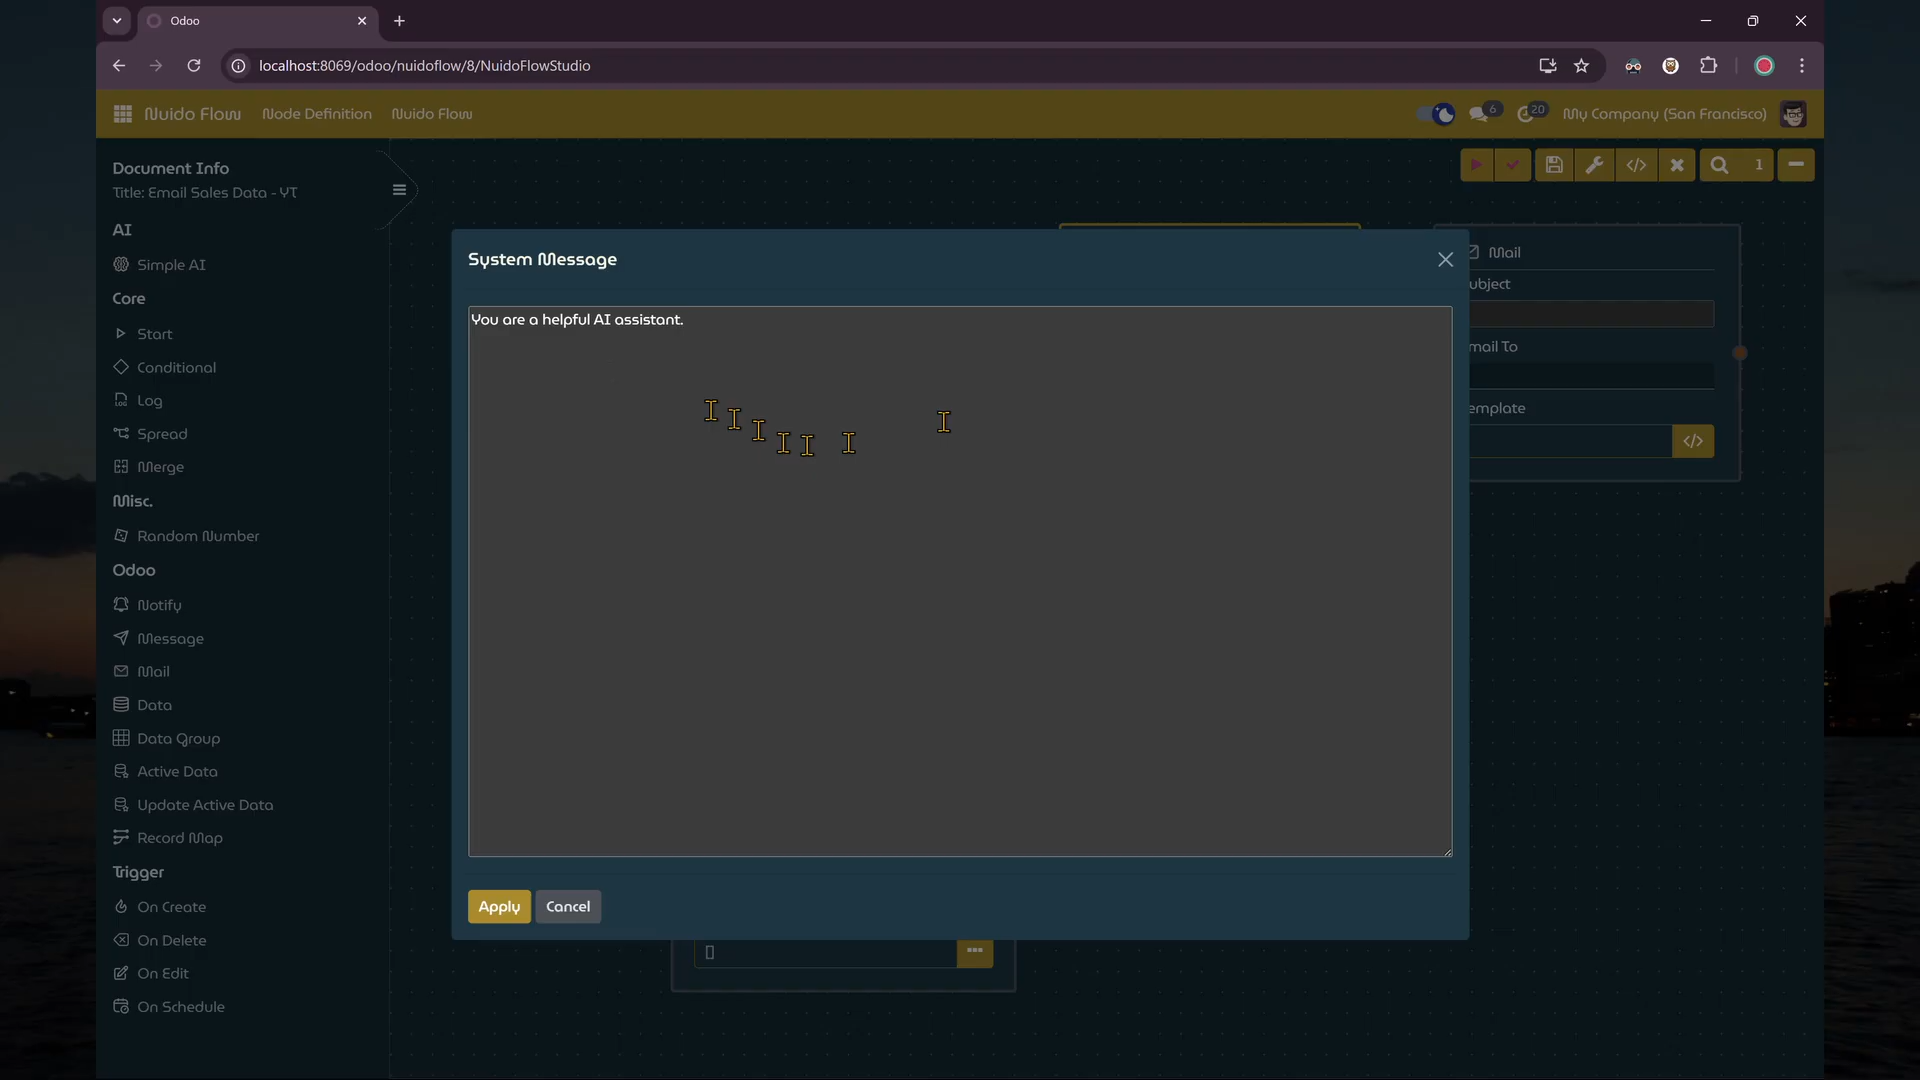 Odoo
localhost:8069/odoo/nuidoflow/8/NuidoFlowStudio
Nuido Flow
Node Definition
Nuido Flow
6
20
My Company (San Francisco)
Document Info
Title: Email Sales Data - YT
1
AI
Simple AI
Core
Start
Conditional
Log
Spread
Merge
Misc.
Random Number
Odoo
Notify
Message
Mail
Data
Data Group
Active Data
Update Active Data
Record Map
Trigger
On Create
On Delete
On Edit
On Schedule
System Message
You are a helpful AI assistant.
Apply
Cancel
[]
Mail
ubject
mail To
emplate